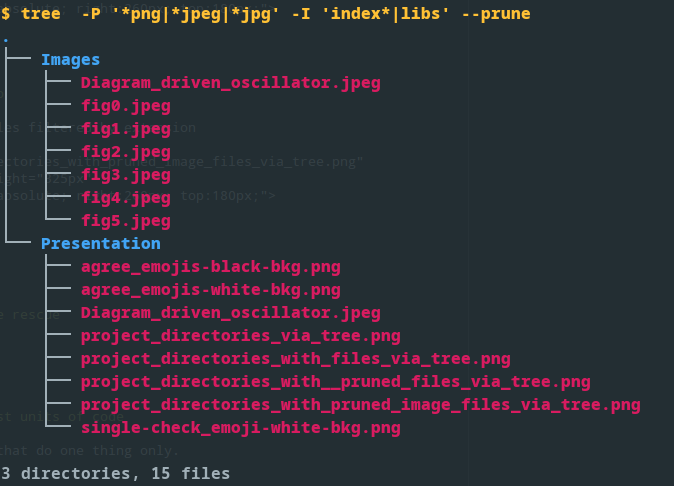 $ tree  -P '*png|*jpeg|*jpg' -I 'index*|libs' --prune
.
├── Images
│   ├── Diagram_driven_oscillator.jpeg
│   ├── fig0.jpeg
│   ├── fig1.jpeg
│   ├── fig2.jpeg
│   ├── fig3.jpeg
│   ├── fig4.jpeg
│   └── fig5.jpeg
└── Presentation
    ├── agree_emojis-black-bkg.png
    ├── agree_emojis-white-bkg.png
    ├── Diagram_driven_oscillator.jpeg
    ├── project_directories_via_tree.png
    ├── project_directories_with_files_via_tree.png
    ├── project_directories_with__pruned_files_via_tree.png
    ├── project_directories_with_pruned_image_files_via_tree.png
    └── single-check_emoji-white-bkg.png
3 directories, 15 files